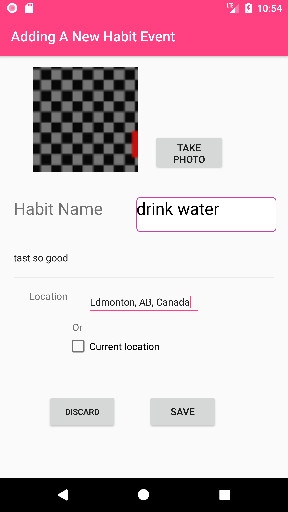 10:54
Adding A New Habit Event
TAKE
PHOTO
Habit Name
drink water
tast so good
Location
Edmonton, AB, Canada
Or
Current location
DISCARD
SAVE